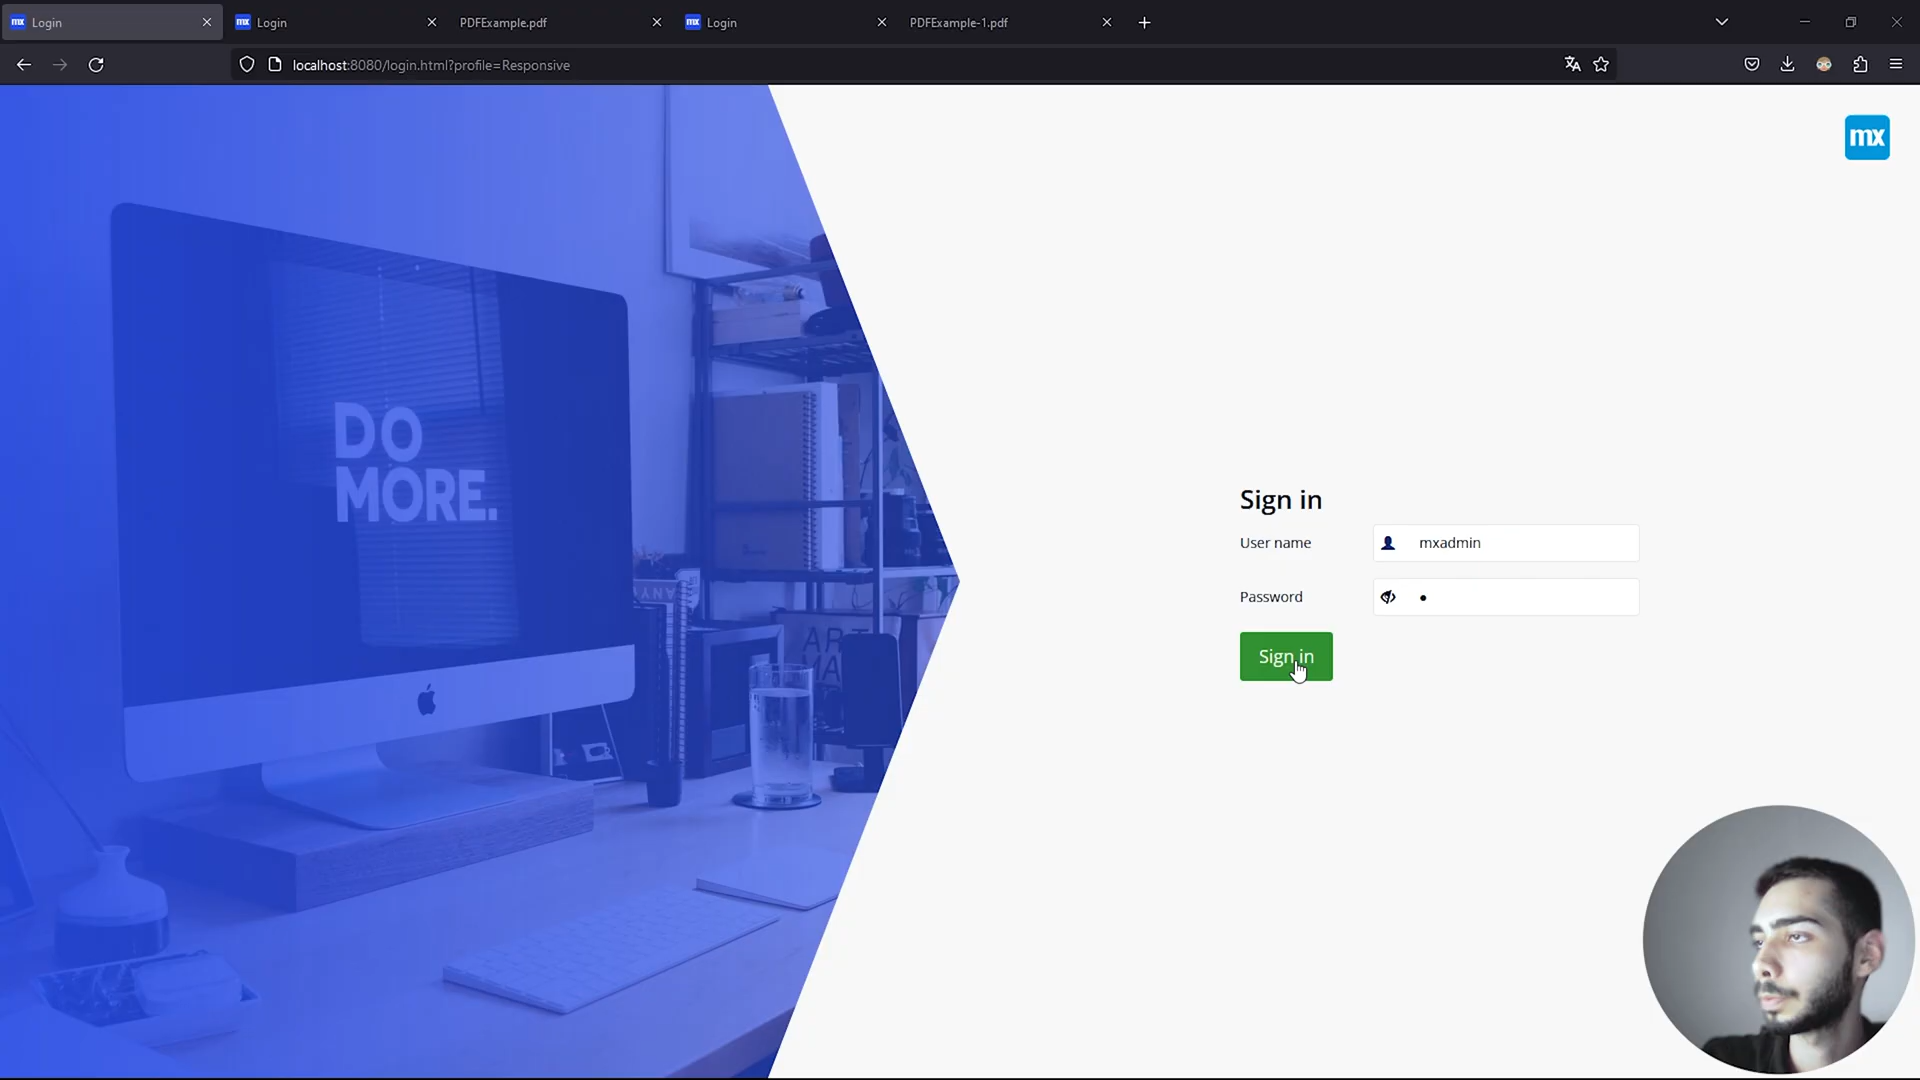 Login
Login
PDFExample.pdf
Login
PDFExample-1.pdf
localhost:8080/login.html?profile=Responsive
mx
DO
MORE.
Sign in
User name
mxadmin
Password
Sign in